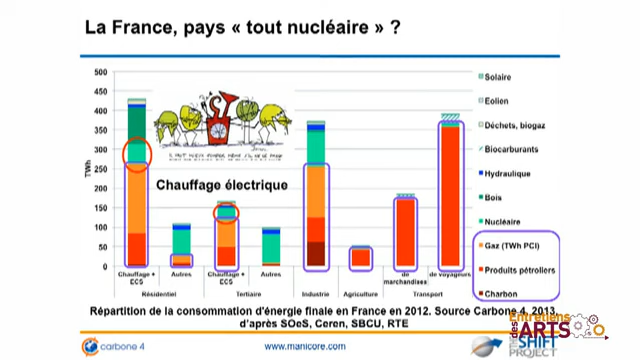 La France, pays « tout nucléaire » ?
500
450
400
350
300
250
200
150
100
50
0
TWh
Chauffage électrique
Chauffage + ECS
Autres
Chauffage + ECS
Autres
de marchandises
de voyageurs
Résidentiel
Tertiaire
Industrie
Agriculture
Transport
Solaire
Eolien
Déchets, biogaz
Biocarburants
Hydraulique
Bois
Nucléaire
Gaz (TWh PCI)
Produits pétroliers
Charbon
Répartition de la consommation d'énergie finale en France en 2012. Source Carbone 4, 2013,
d'après SOeS, Ceren, SBCU, RTE
carbone 4
www.manicore.com
Entretiens
des ARTS
THE SHIFT
PROJECT